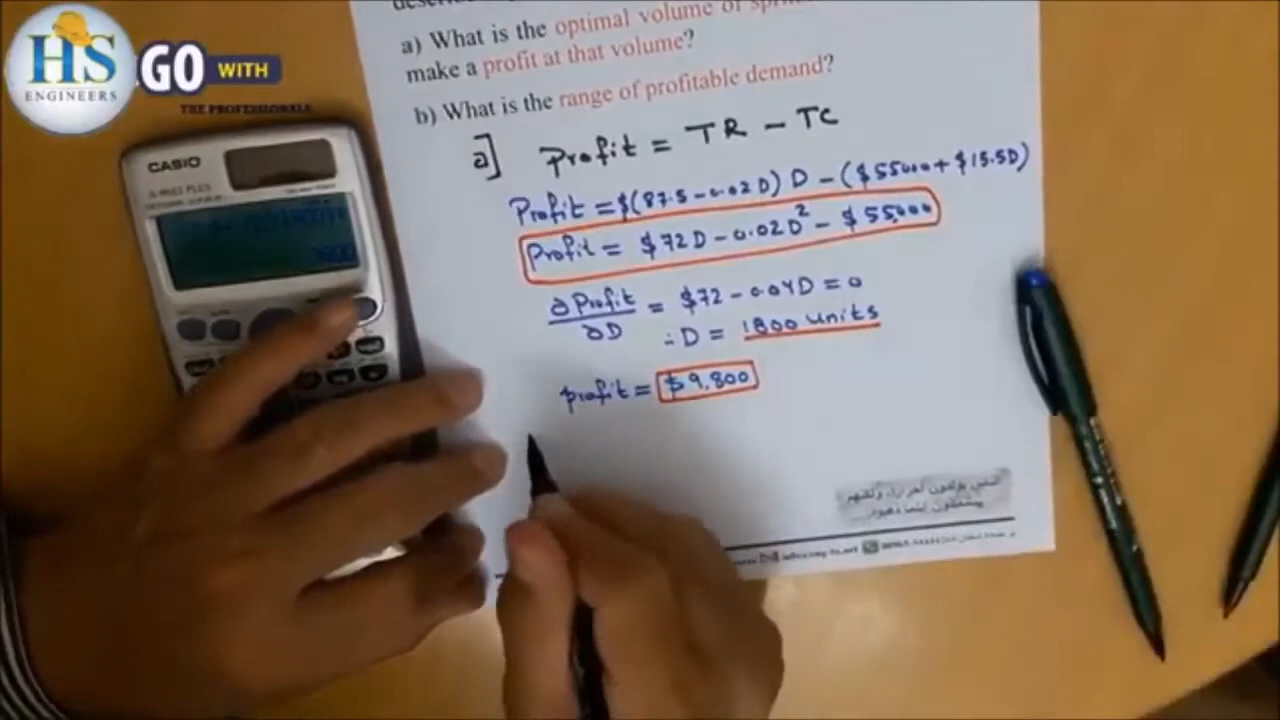 HS
ENGINEERS
GO WITH
THE PROFESSIONALS
a) What is the optimal volume of
make a profit at that volume?
b) What is the range of profitable demand?
a] Profit = TR - TC
Profit = $(87.5 - 0.02D) D - ($55000 + $15.5D)
Profit = $72D - 0.02D² - $55,000
∂Profit/∂D = $72 - 0.04D = 0
∴ D = 1800 units
profit = $9,800
CASIO